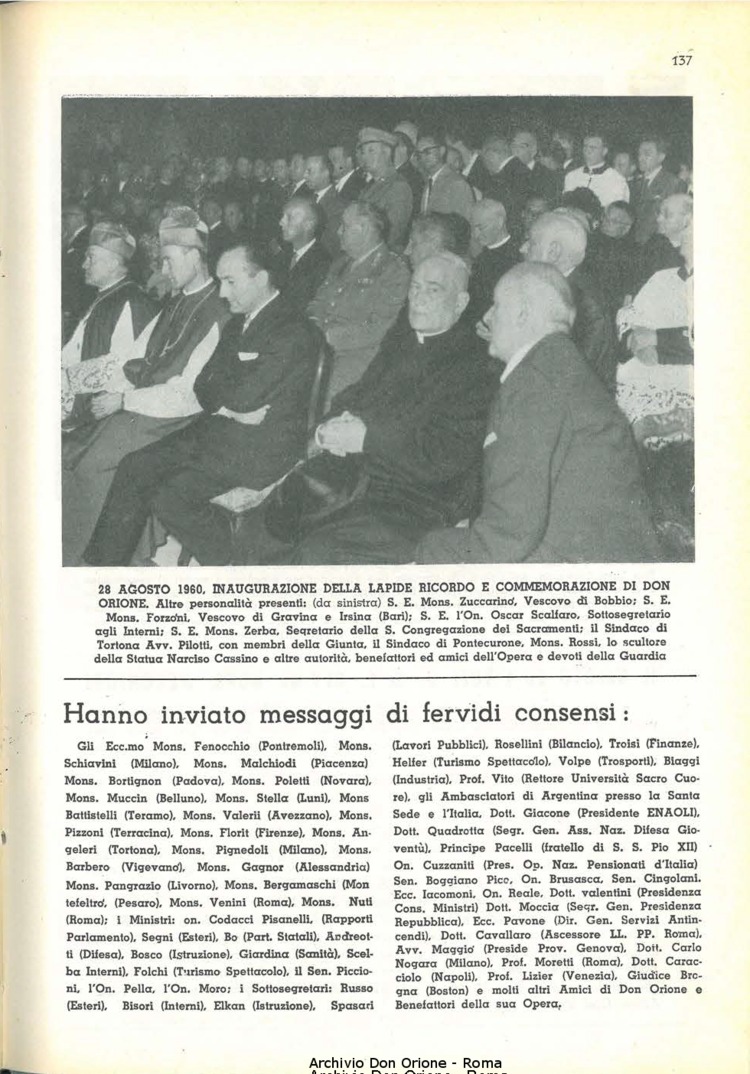 137
28 AGOSTO 1960, INAUGURAZIONE DELLA LAPIDE RICORDO E COMMEMORAZIONE DI DON
ORIONE. Altre personalità presenti: (da sinistra) S. E. Mons. Zuccarino, Vescovo di Bobbio; S. E.
Mons. Forzoni, Vescovo di Gravina e Irsina (Bari); S. E. l'On. Oscar Scalfaro, Sottosegretario
agli Interni; S. E. Mons. Zerba, Segretario della S. Congregazione dei Sacramenti; il Sindaco di
Tortona Avv. Pilotti, con membri della Giunta, il Sindaco di Pontecurone, Mons. Rossi, lo scultore
della Statua Narciso Cassino e altre autorità, benefattori ed amici dell'Opera e devoti della Guardia
Hanno inviato messaggi di fervidi consensi :
Gli Ecc.mo Mons. Fenocchio (Pontremoli), Mons.
Schiavini (Milano), Mons. Malchiodi (Piacenza)
Mons. Bortignon (Padova), Mons. Poletti (Novara),
Mons. Muccin (Belluno), Mons. Stella (Luni), Mons
Battistelli (Teramo), Mons. Valerii (Avezzano), Mons.
Pizzoni (Terracina), Mons. Florit (Firenze), Mons. An-
geleri (Tortona), Mons. Pignedoli (Milano), Mons.
Barbero (Vigevano), Mons. Gagnor (Alessandria)
Mons. Pangrazio (Livorno), Mons. Bergamaschi (Mon
tefeltro, (Pesaro), Mons. Venini (Roma), Mons. Nuti
(Roma); i Ministri: on. Codacci Pisanelli, (Rapporti
Parlamento), Segni (Esteri), Bo (Part. Statali), Andreot-
ti (Difesa), Bosco (Istruzione), Giardina (Sanità), Scel-
ba Interni), Folchi (Turismo Spettacolo), il Sen. Piccio-
ni, l'On. Pella, l'On. Moro; i Sottosegretari: Russo
(Esteri), Bisori (Interni), Elkan (Istruzione), Spasari
(Lavori Pubblici), Rosellini (Bilancio), Troisi (Finanze),
Helfer (Turismo Spettacolo), Volpe (Trosporti), Biaggi
(Industria), Prof. Vito (Rettore Università Sacro Cuo-
re), gli Ambasciatori di Argentina presso la Santa
Sede e l'Italia, Dott. Giacone (Presidente ENAOLI),
Dott. Quadrotta (Segr. Gen. Ass. Naz. Difesa Gio-
ventù), Principe Pacelli (fratello di S. S. Pio XII)
On. Cuzzaniti (Pres. Op. Naz. Pensionati d'Italia)
Sen. Boggiano Pico, On. Brusasca, Sen. Cingolani.
Ecc. Iacomoni, On. Reale, Dott. valentini (Presidenza
Cons. Ministri) Dott. Moccia (Segr. Gen. Presidenza
Repubblica), Ecc. Pavone (Dir. Gen. Servizi Antin-
cendi), Dott. Cavallaro (Ascessore LL. PP. Roma),
Avv. Maggio (Preside Prov. Genova), Dott. Carlo
Nogara (Milano), Prof. Moretti (Roma), Dott. Carac-
ciolo (Napoli), Prof. Lizier (Venezia), Giudice Bro-
gna (Boston) e molti altri Amici di Don Orione e
Benefattori della sua Opera.
Archivio Don Orione - Roma